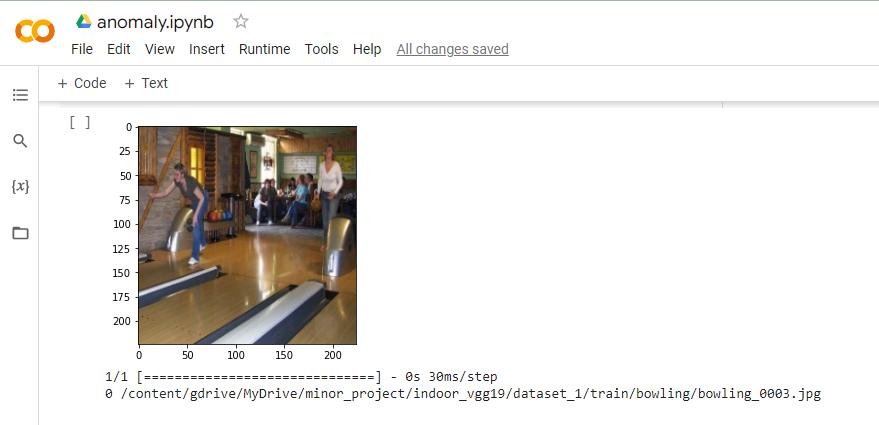 anomaly.ipynb
File Edit View Insert Runtime Tools Help All changes saved
+ Code + Text
{x}
[ ]
0
25
50
75
100
125
150
175
200
0 50 100 150 200
1/1 [==============================] - 0s 30ms/step
0 /content/gdrive/MyDrive/minor_project/indoor_vgg19/dataset_1/train/bowling/bowling_0003.jpg